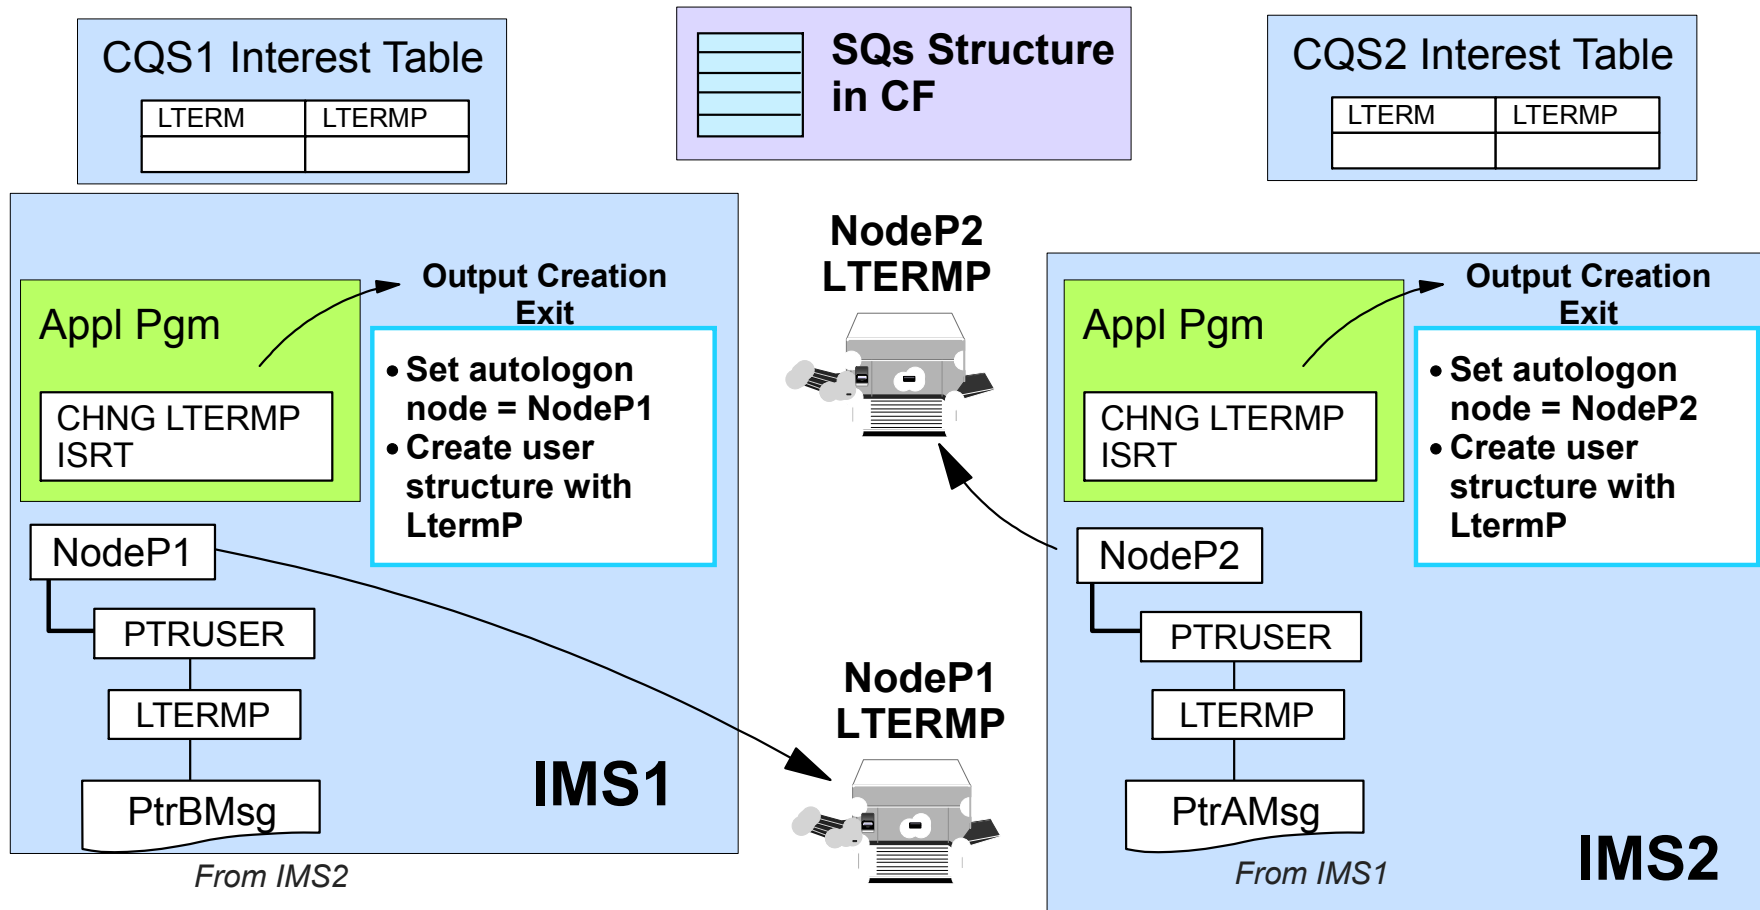 CQS1 Interest Table
LTERM LTERMP
SQs Structure
in CF
CQS2 Interest Table
LTERM LTERMP
Appl Pgm
CHNG LTERMP
ISRT
Output Creation
Exit
• Set autologon
node = NodeP1
• Create user
structure with
LtermP
NodeP1
PTRUSER
LTERMP
PtrBMsg
From IMS2
IMS1
NodeP2
LTERMP
NodeP1
LTERMP
Appl Pgm
CHNG LTERMP
ISRT
Output Creation
Exit
• Set autologon
node = NodeP2
• Create user
structure with
LtermP
NodeP2
PTRUSER
LTERMP
PtrAMsg
From IMS1
IMS2